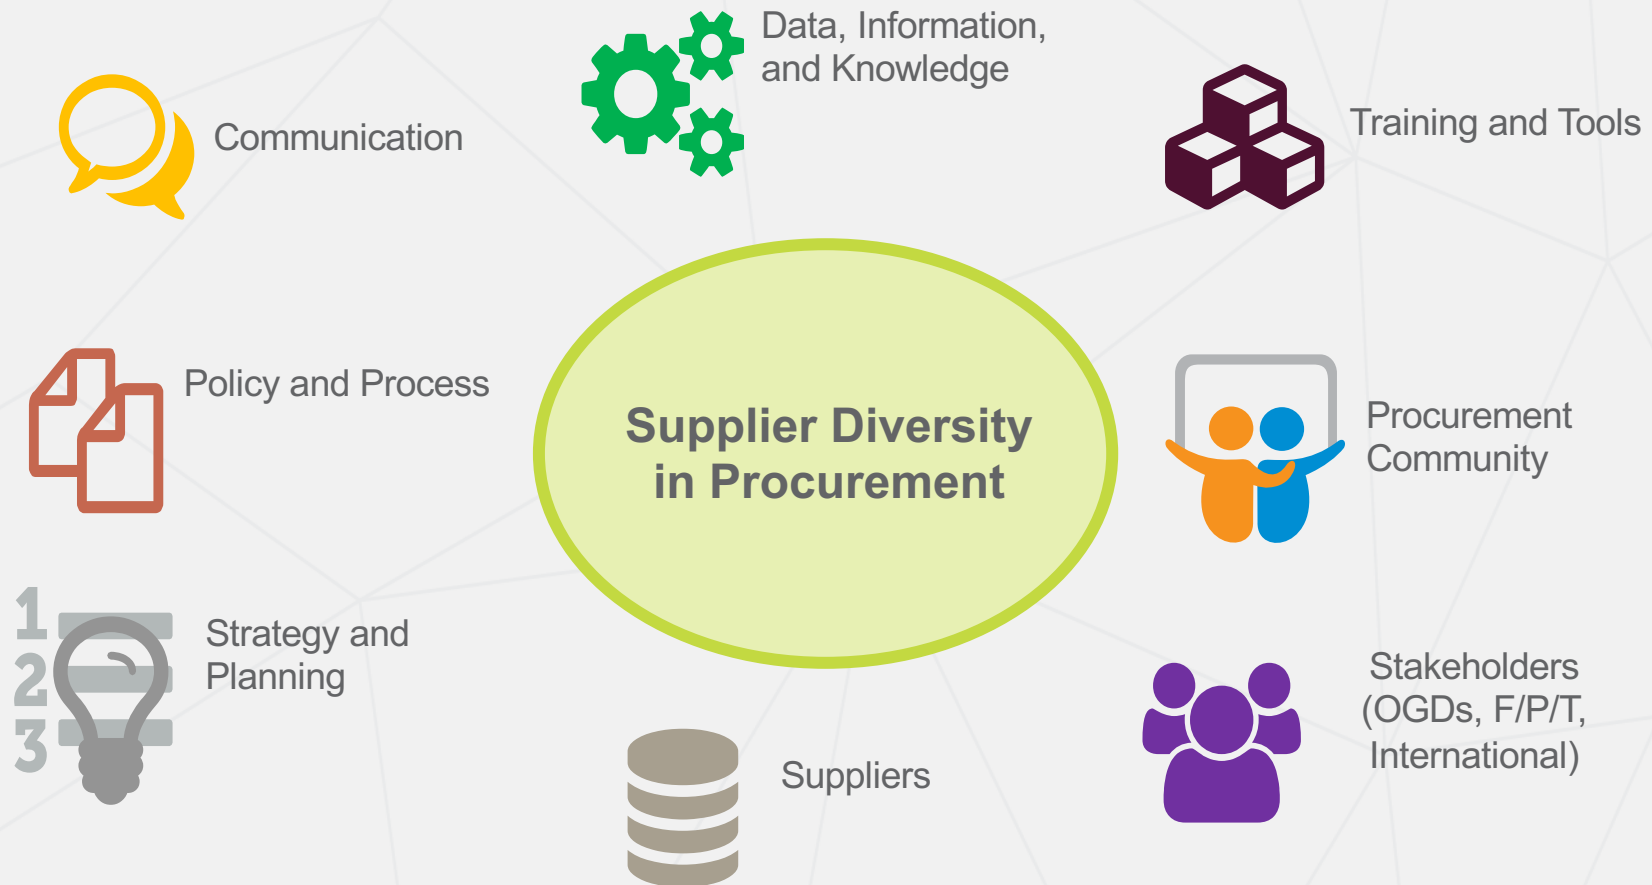 Data, Information,
and Knowledge
Communication
Training and Tools
Policy and Process
Supplier Diversity
in Procurement
Procurement
Community
1
2
3
Strategy and
Planning
Stakeholders
(OGDs, F/P/T,
International)
Suppliers